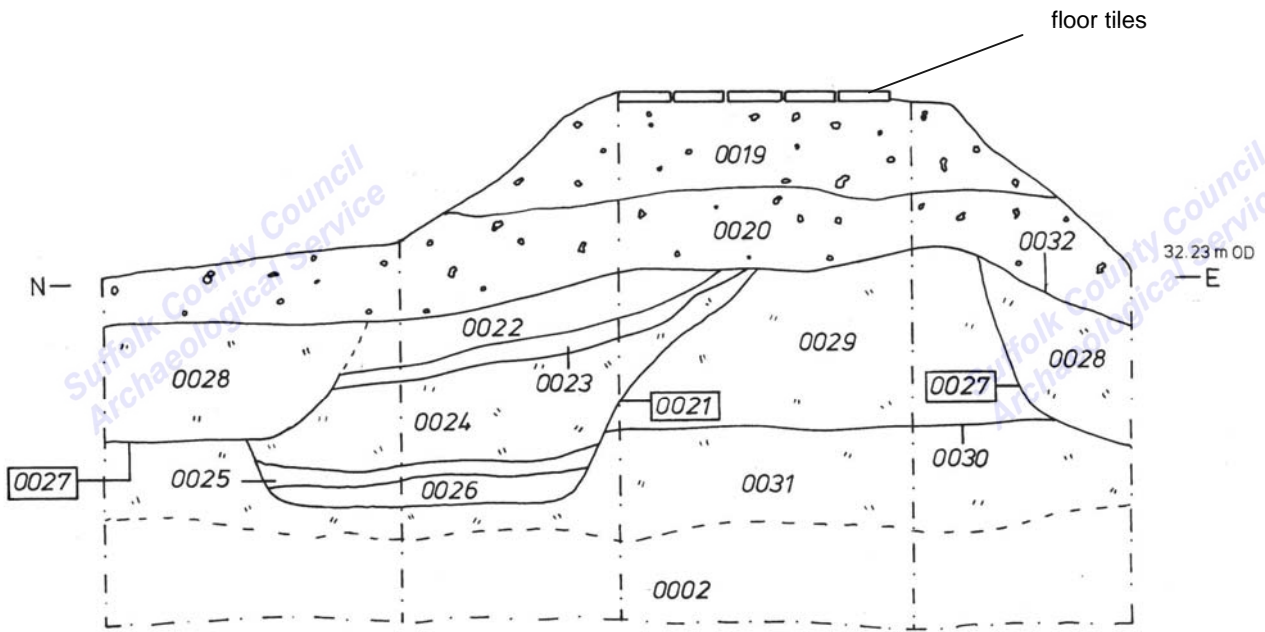 floor tiles
0019
0020
0032
32.23 m OD
N
E
0022
0029
0028
0023
0028
0027
0021
0024
0030
0027
0025
0026
0031
0002
Suffolk County Council
Archaeological Service
Suffolk County Council
Archaeological Service